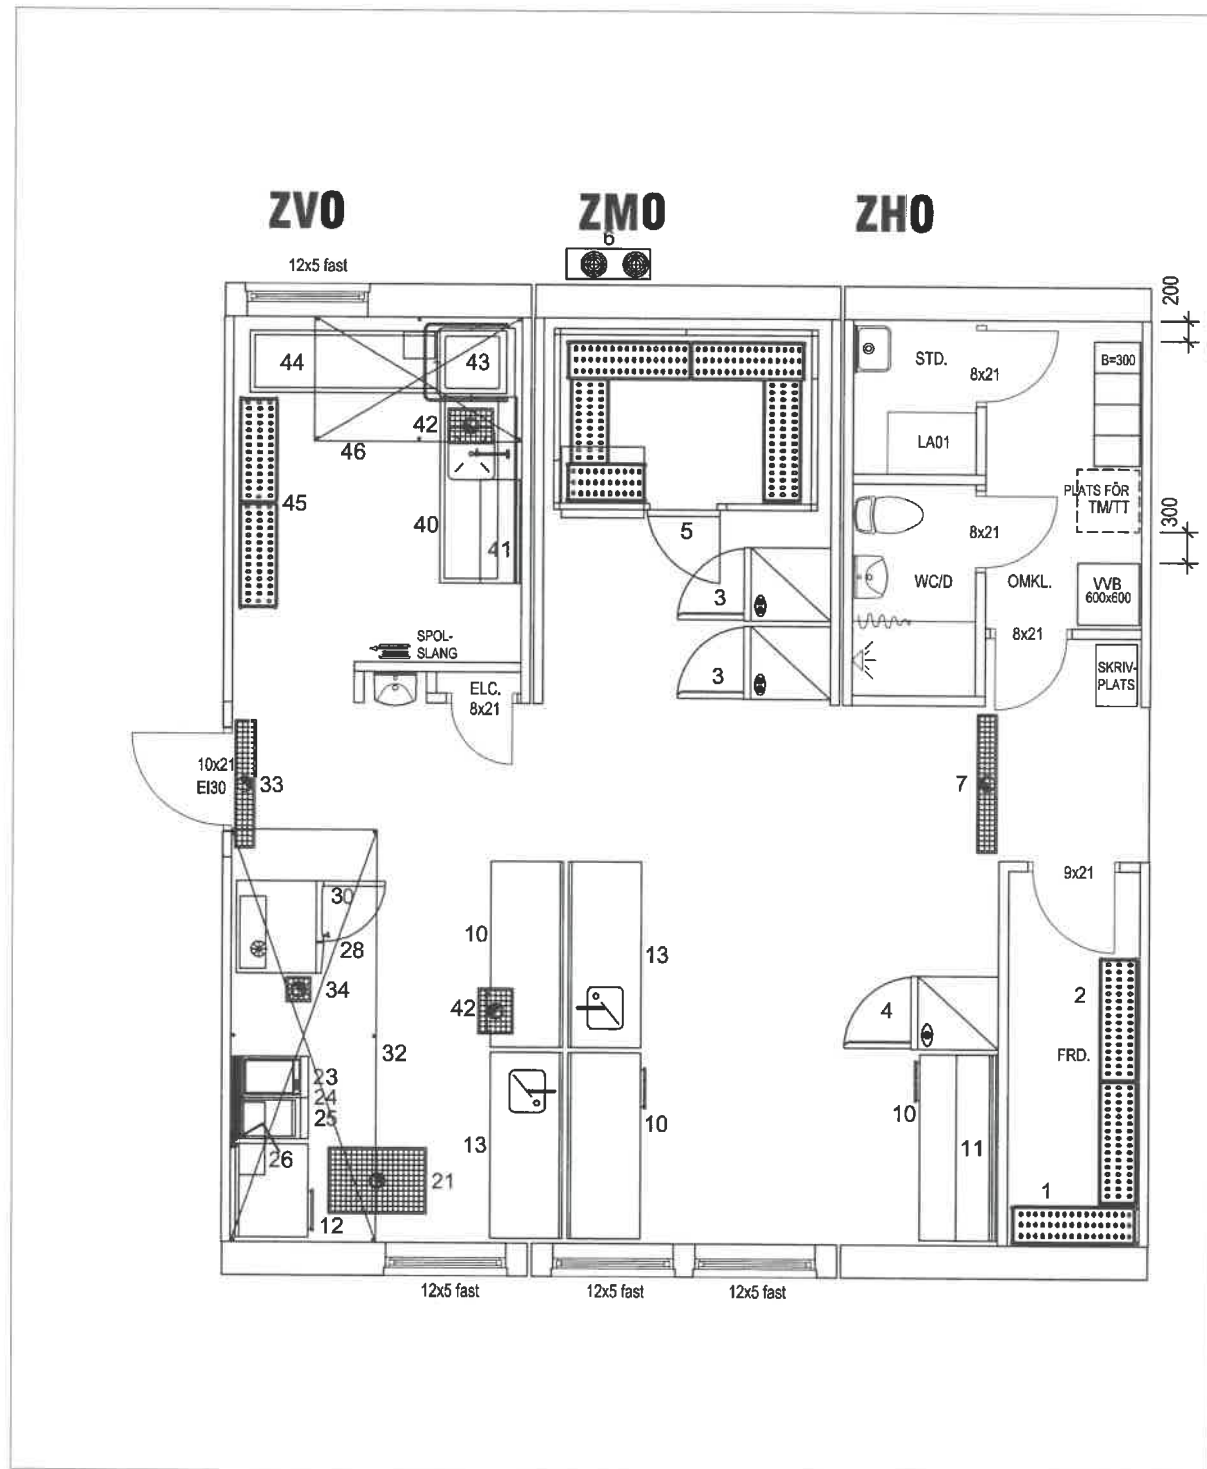 ZV0
ZM0
ZH0
6
12x5 fast
200
44
43
STD.
8x21
B=300
42
46
LA01
45
PLATS FÖR
TM/TT
40
41
5
8x21
300
3
WC/D
OMKL.
VVB
600x600
SPOL-
SLANG
8x21
3
ELC.
8x21
SKRIV-
PLATS
10x21
EI30
33
7
9x21
30
10
28
13
34
42
4
2
32
FRD.
23
24
25
10
10
13
11
26
21
12
1
12x5 fast
12x5 fast
12x5 fast